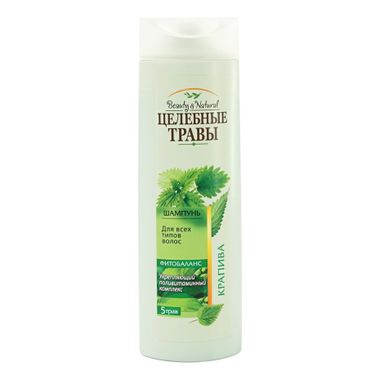 Beauty & Natural
ЦЕЛЕБНЫЕ
ТРАВЫ
ШАМПУНЬ
Для всех
типов
волос
ФИТОБАЛАНС
Укрепляющий
поливитаминный
комплекс
5 трав
КРАПИВА